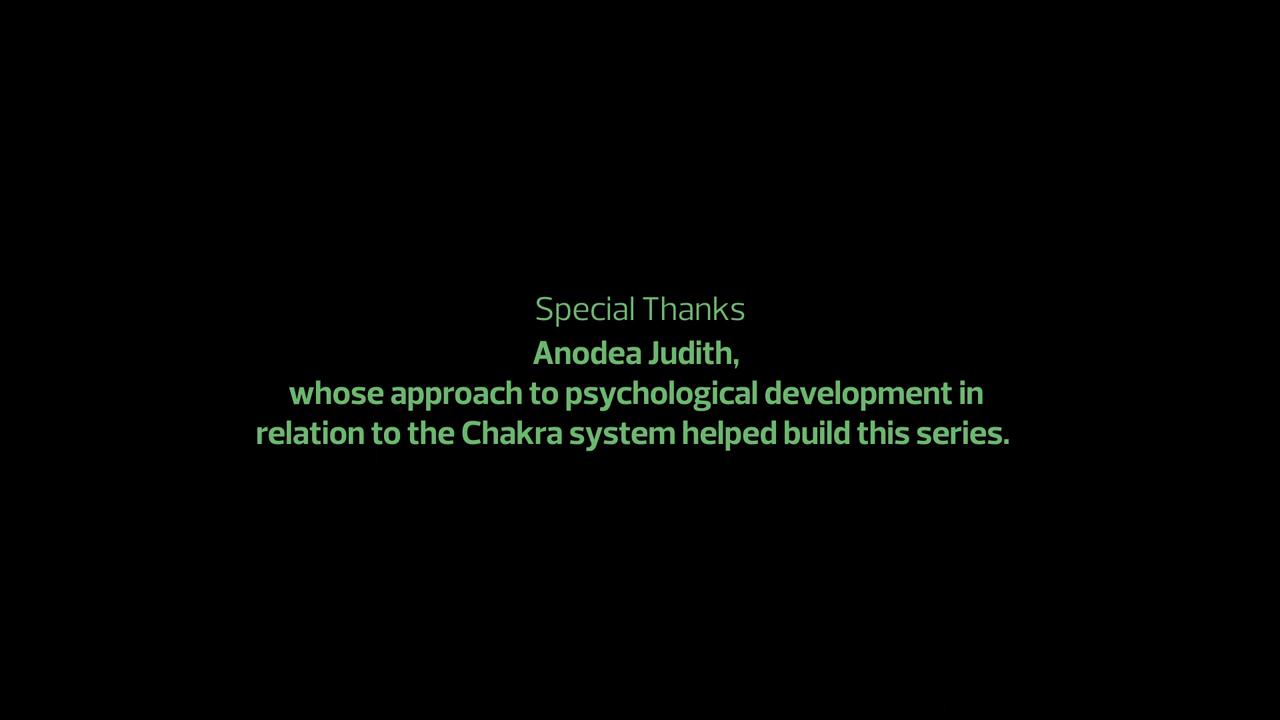 Special Thanks
Anodea Judith,
whose approach to psychological development in
relation to the Chakra system helped build this series.